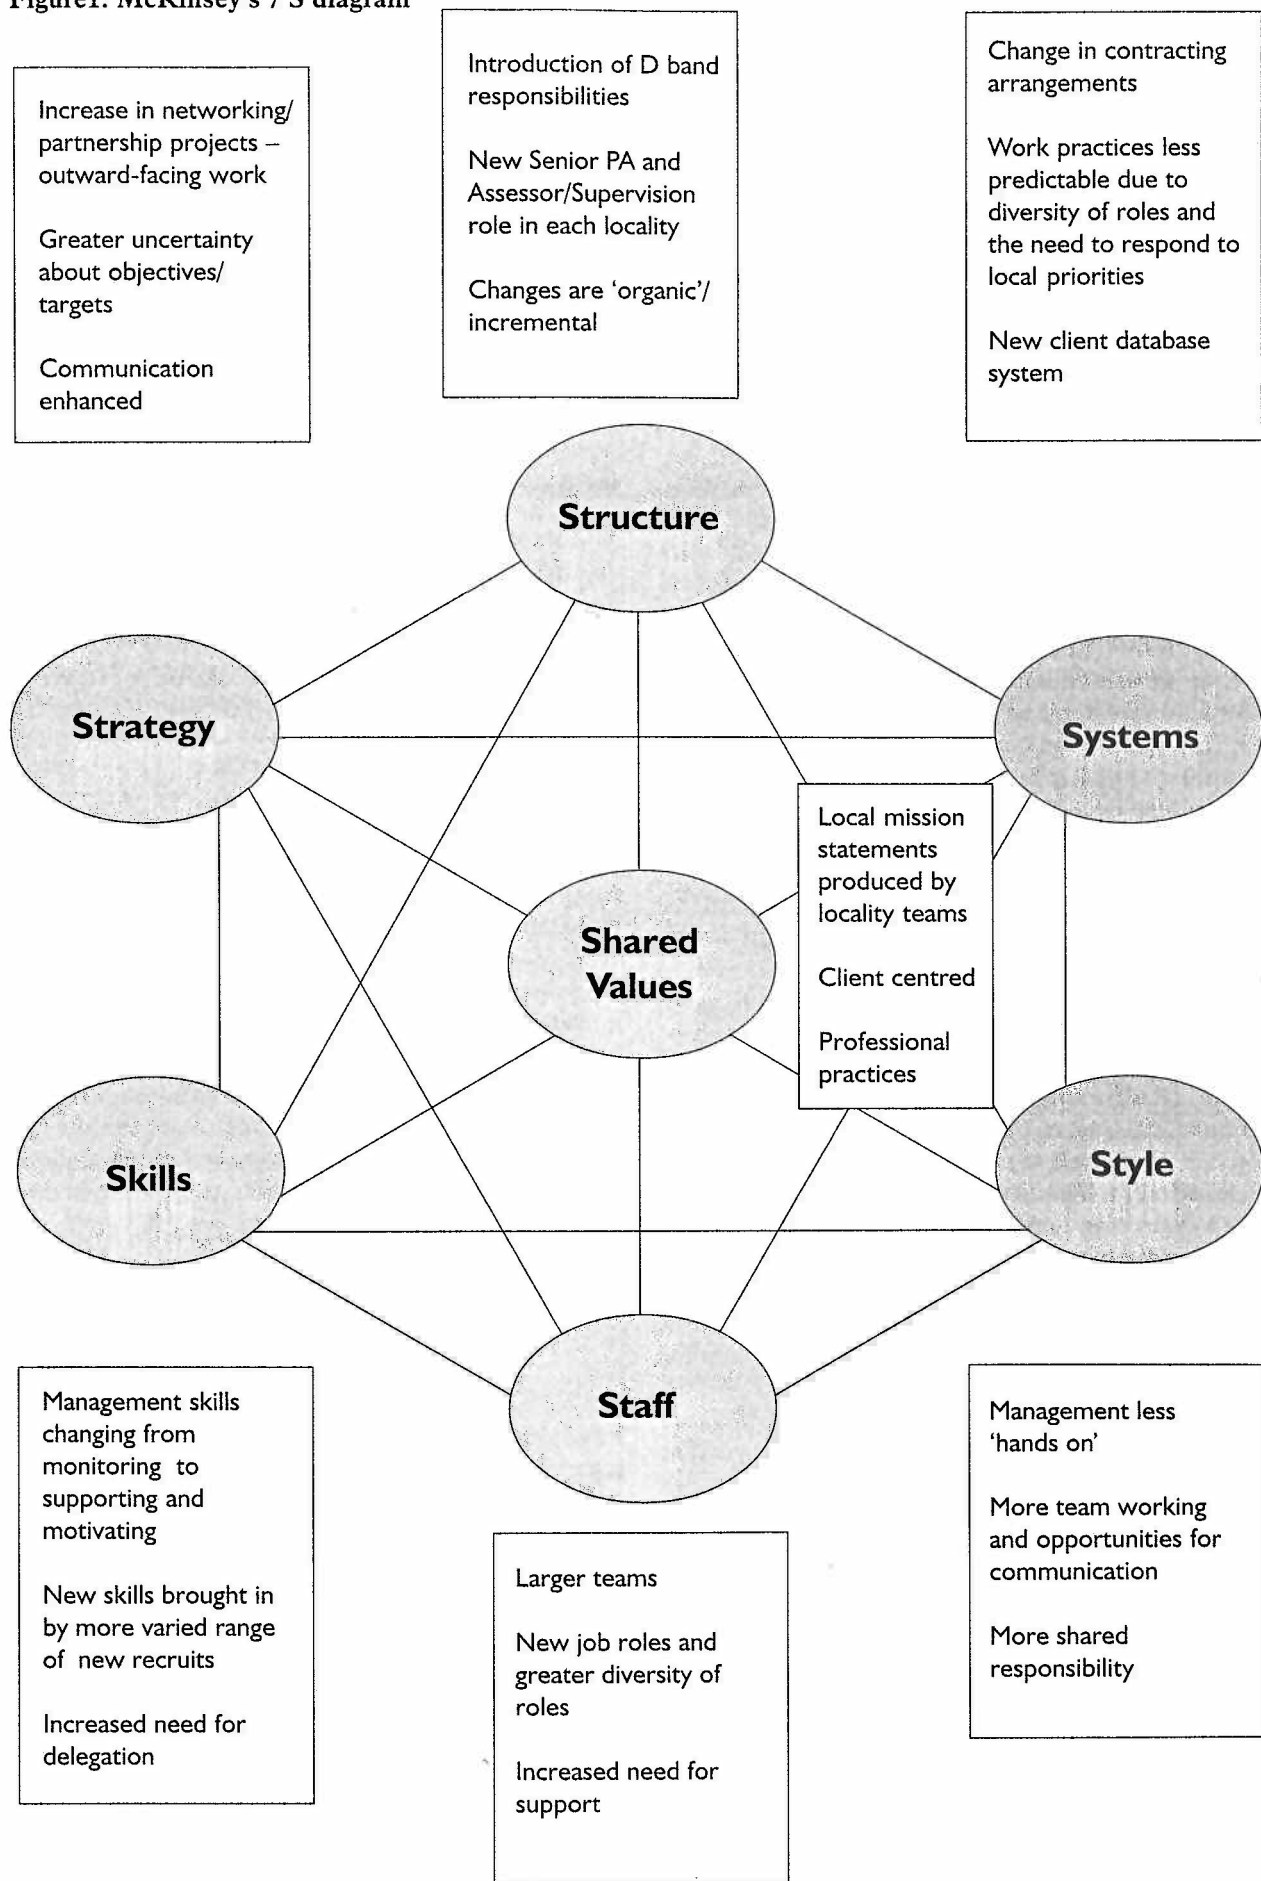 Figure1: McKinsey's 7 S diagram
Increase in networking/
partnership projects –
outward-facing work
Greater uncertainty
about objectives/
targets
Communication
enhanced
Introduction of D band
responsibilities
New Senior PA and
Assessor/Supervision
role in each locality
Changes are ‘organic’/
incremental
Change in contracting
arrangements
Work practices less
predictable due to
diversity of roles and
the need to respond to
local priorities
New client database
system
Structure
Strategy
Systems
Shared
Values
Local mission
statements
produced by
locality teams
Client centred
Professional
practices
Skills
Style
Staff
Management skills
changing from
monitoring to
supporting and
motivating
New skills brought in
by more varied range
of new recruits
Increased need for
delegation
Larger teams
New job roles and
greater diversity of
roles
Increased need for
support
Management less
‘hands on’
More team working
and opportunities for
communication
More shared
responsibility